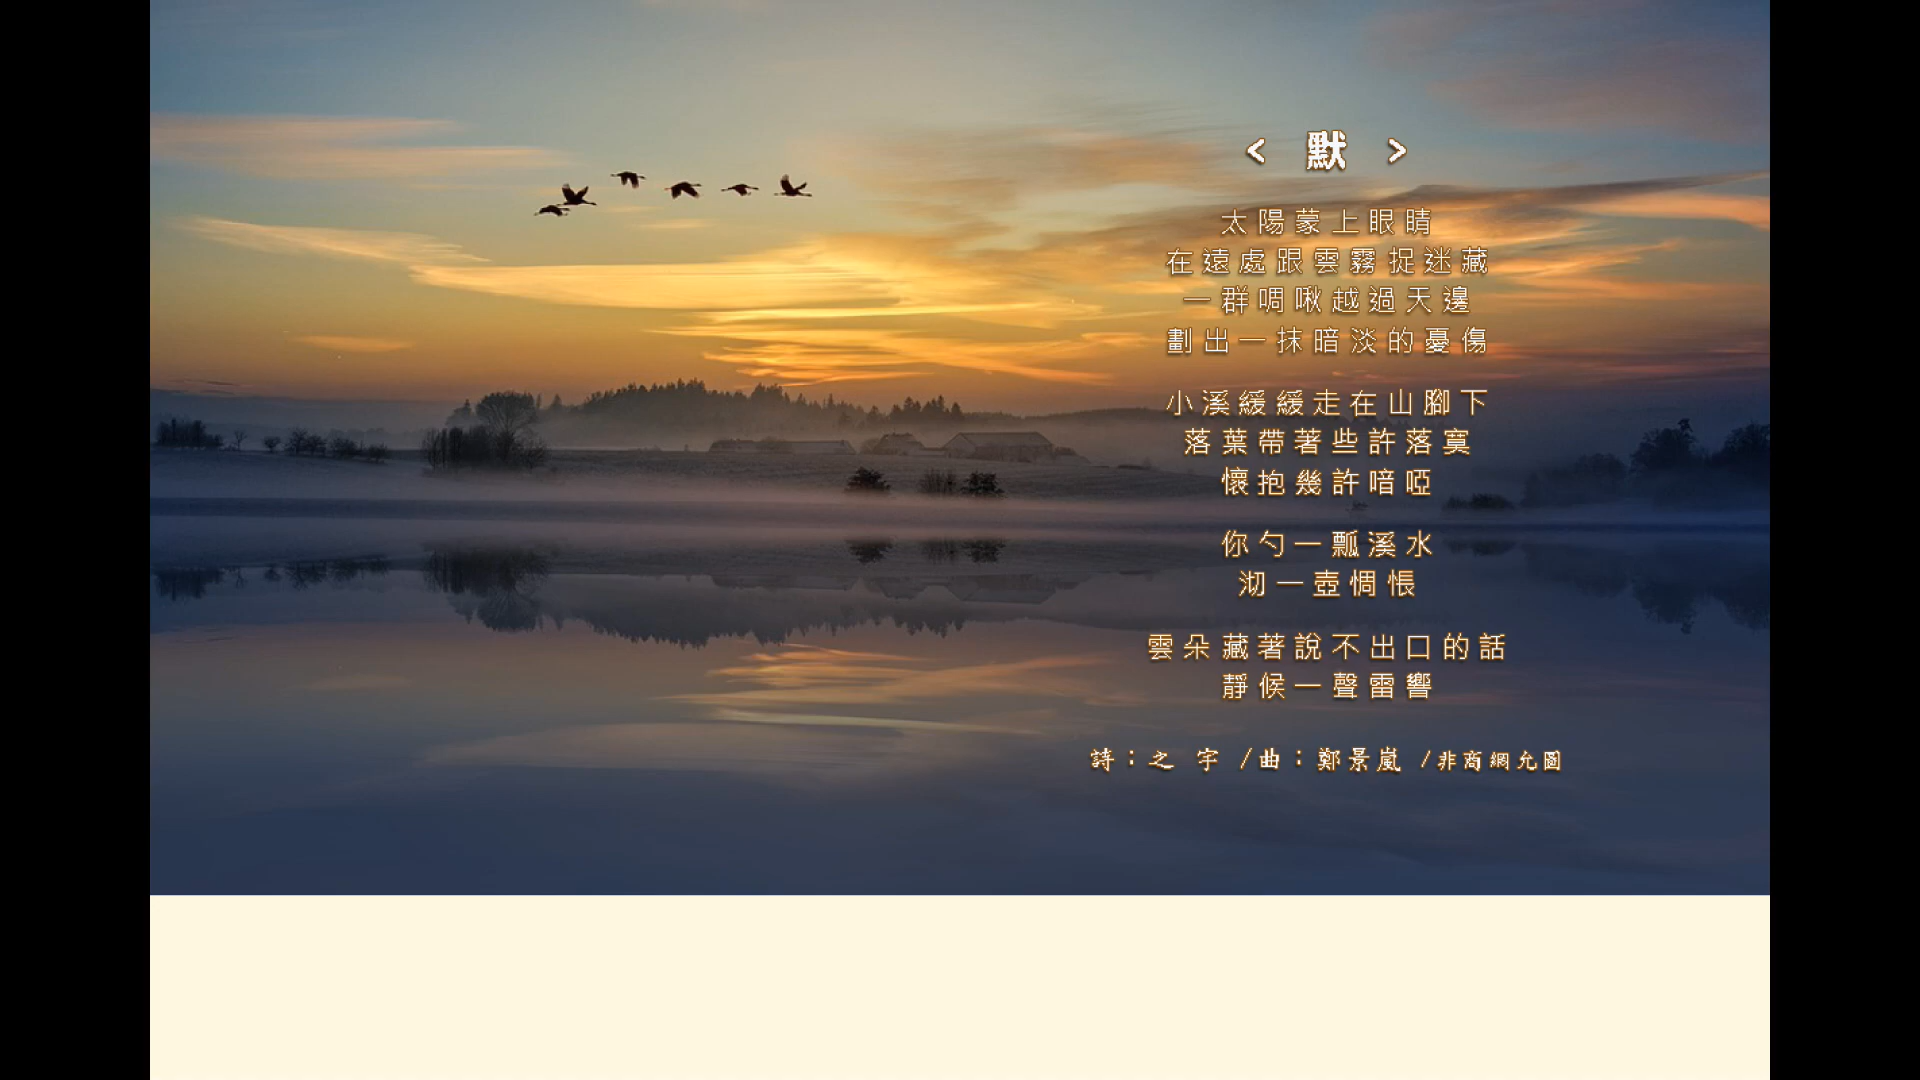 < 默 >
太陽蒙上眼睛
在遠處跟雲霧捉迷藏
一群啁啾越過天邊
劃出一抹暗淡的憂傷
小溪緩緩走在山腳下
落葉帶著些許落寞
懷抱幾許喑啞
你勺一瓢溪水
沏一壺惆悵
雲朵藏著說不出口的話
靜候一聲雷響
詩：之 宇 /曲：鄭景嵐 /非商網允圖